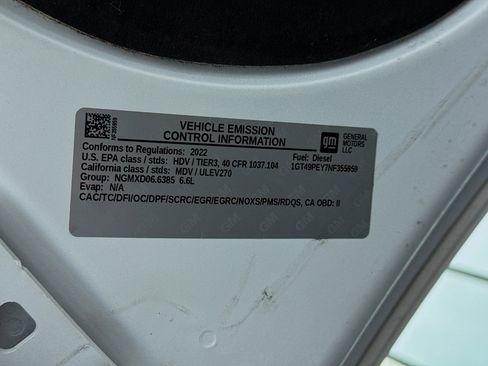 VEHICLE EMISSION
CONTROL INFORMATION
gm
GENERAL
MOTORS
LLC
Conforms to Regulations: 2022
Fuel: Diesel
U.S. EPA class / stds: HDV / TIER3, 40 CFR 1037.104
1GT49PEY7NF355959
California class / stds: MDV / ULEV270
Group: NGMXD06.6385 6.6L
Evap: N/A
CAC/TC/DFI/OC/DPF/SCRC/EGR/EGRC/NOXS/PMS/RDQS, CA OBD: II